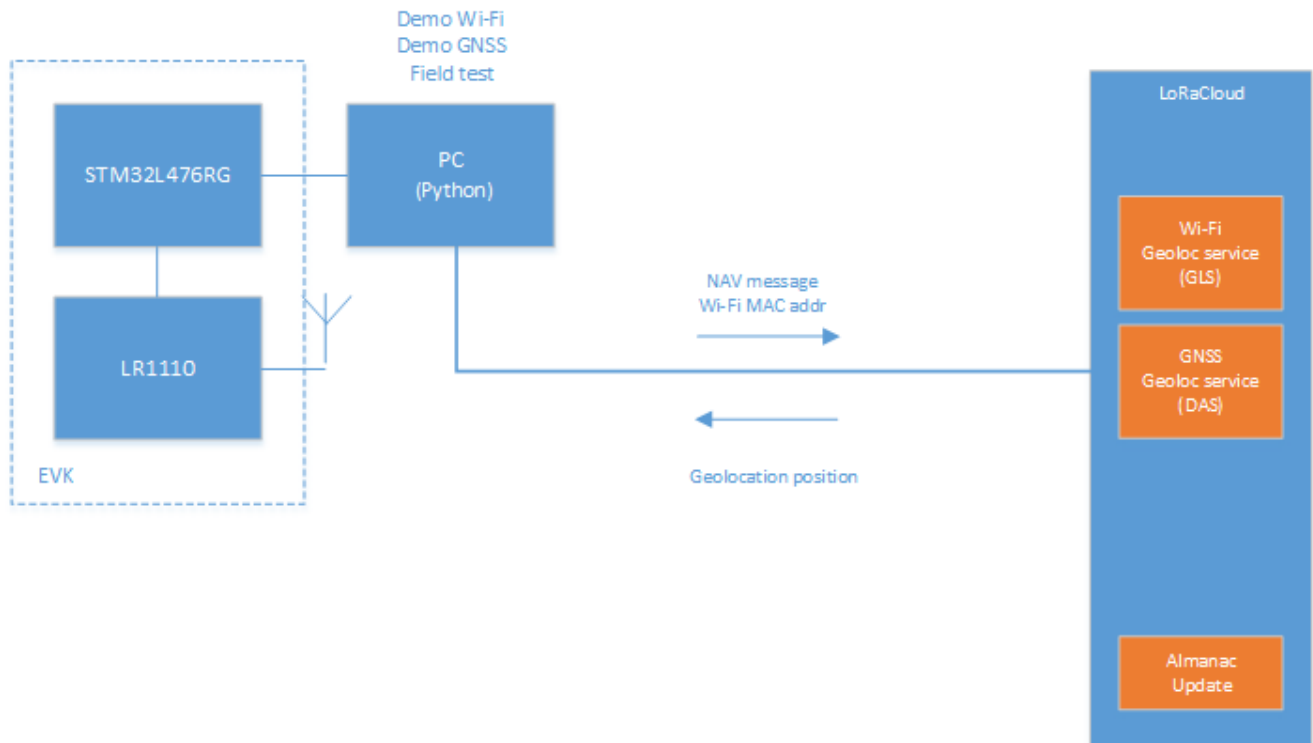 Demo Wi-Fi
Demo GNSS
Field test
STM32L476RG
PC
(Python)
LR1110
EVK
NAV message
Wi-Fi MAC addr
Geolocation position
LoRaCloud
Wi-Fi
Geoloc service
(GLS)
GNSS
Geoloc service
(DAS)
Almanac
Update